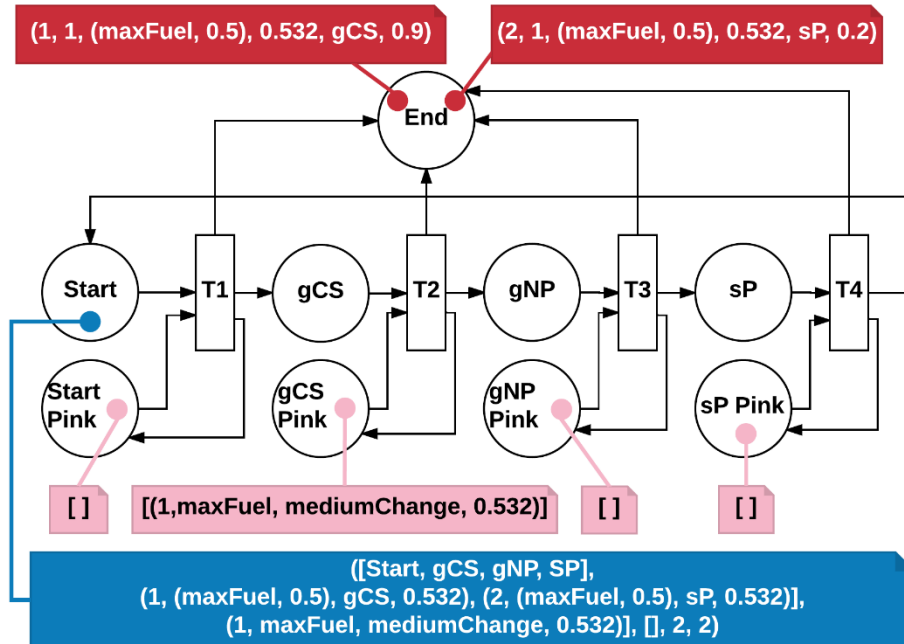 (1, 1, (maxFuel, 0.5), 0.532, gCS, 0.9)
(2, 1, (maxFuel, 0.5), 0.532, sP, 0.2)
End
Start
T1
gCS
T2
gNP
T3
sP
T4
Start
Pink
gCS
Pink
gNP
Pink
sP Pink
[ ]
[(1,maxFuel, mediumChange, 0.532)]
[ ]
[ ]
([Start, gCS, gNP, SP],
(1, (maxFuel, 0.5), gCS, 0.532), (2, (maxFuel, 0.5), sP, 0.532)],
(1, maxFuel, mediumChange, 0.532)], [], 2, 2)